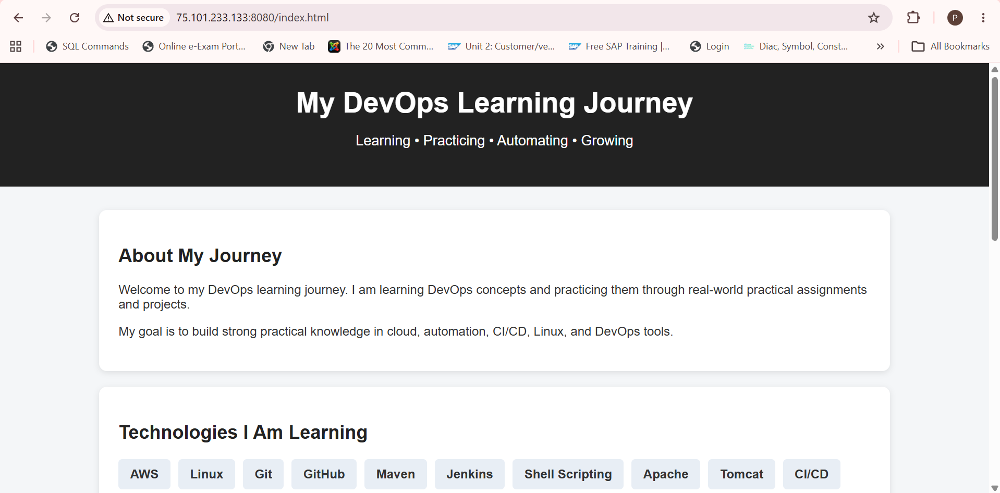 Not secure 75.101.233.133:8080/index.html P
SQL Commands Online e-Exam Port... New Tab The 20 Most Comm... SAP Unit 2: Customer/ve... SAP Free SAP Training |... Login Diac, Symbol, Const... » All Bookmarks
My DevOps Learning Journey
Learning • Practicing • Automating • Growing
About My Journey
Welcome to my DevOps learning journey. I am learning DevOps concepts and practicing them through real-world practical assignments
and projects.
My goal is to build strong practical knowledge in cloud, automation, CI/CD, Linux, and DevOps tools.
Technologies I Am Learning
AWS Linux Git GitHub Maven Jenkins Shell Scripting Apache Tomcat CI/CD